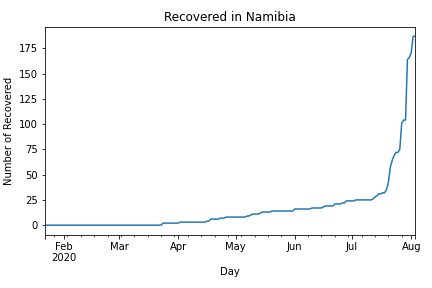 Recovered in Namibia
Number of Recovered
175
150
125
100
75
50
25
0
Feb
2020
Mar
Apr
May
Jun
Jul
Aug
Day